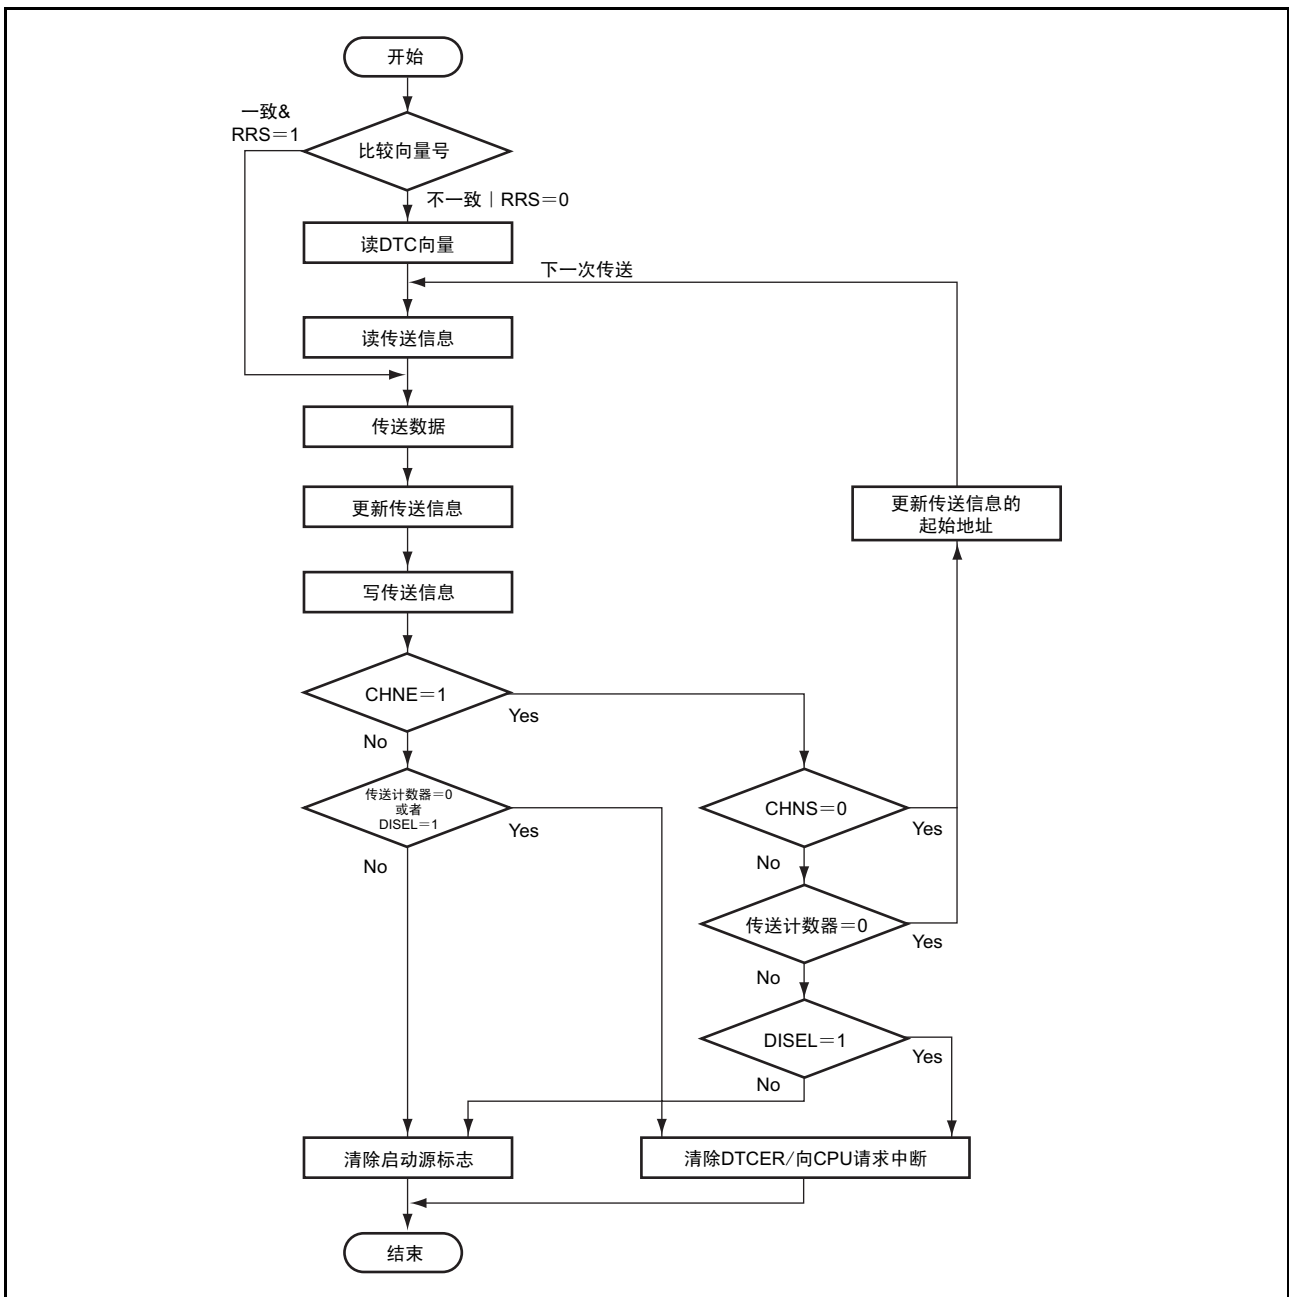 开始
一致&
RRS＝1
比较向量号
不一致｜RRS＝0
读DTC向量
下一次传送
读传送信息
传送数据
更新传送信息
更新传送信息的
起始地址
写传送信息
CHNE＝1
Yes
No
传送计数器＝0
或者
DISEL＝1
Yes
No
CHNS＝0
Yes
No
传送计数器＝0
Yes
No
DISEL＝1
Yes
No
清除启动源标志
清除DTCER/向CPU请求中断
结束